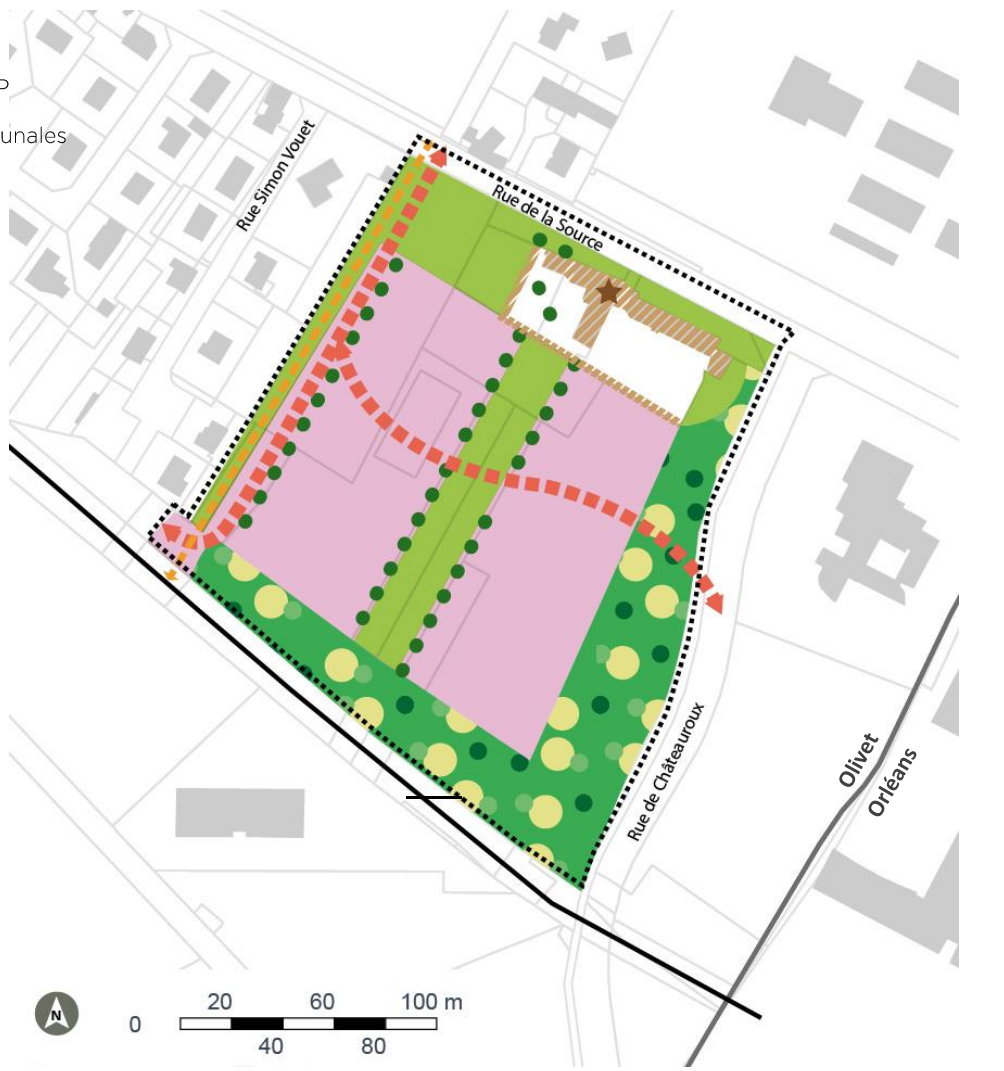 unales
Rue Simon Vouet
Rue de la Source
Rue de Châteauroux
Olivet
Orléans
N
0 20 60 100 m
40 80